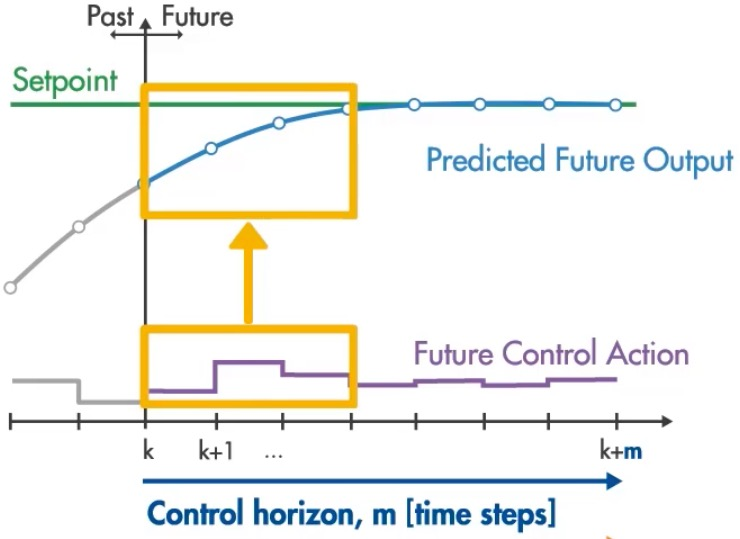 Past Future
Setpoint
Predicted Future Output
Future Control Action
k k+1 ... k+m
Control horizon, m [time steps]